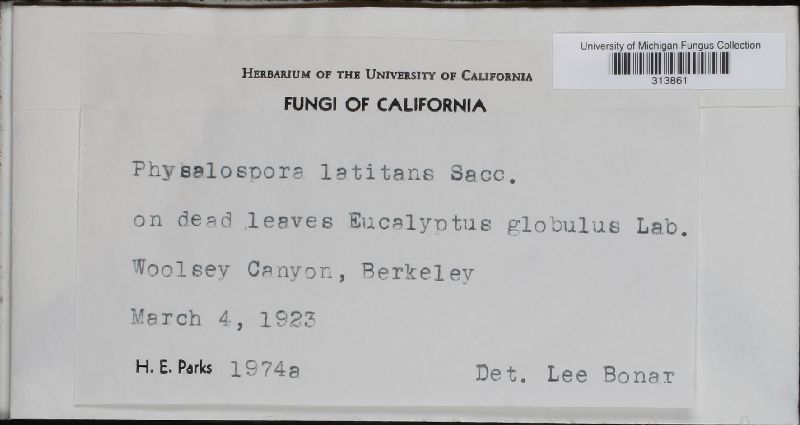 University of Michigan Fungus Collection
313861
HERBARIUM OF THE UNIVERSITY OF CALIFORNIA
FUNGI OF CALIFORNIA
Physalospora latitans Sacc.
on dead leaves Eucalyptus globulus Lab.
Woolsey Canyon, Berkeley
March 4, 1923
H. E. Parks 1974a Det. Lee Bonar